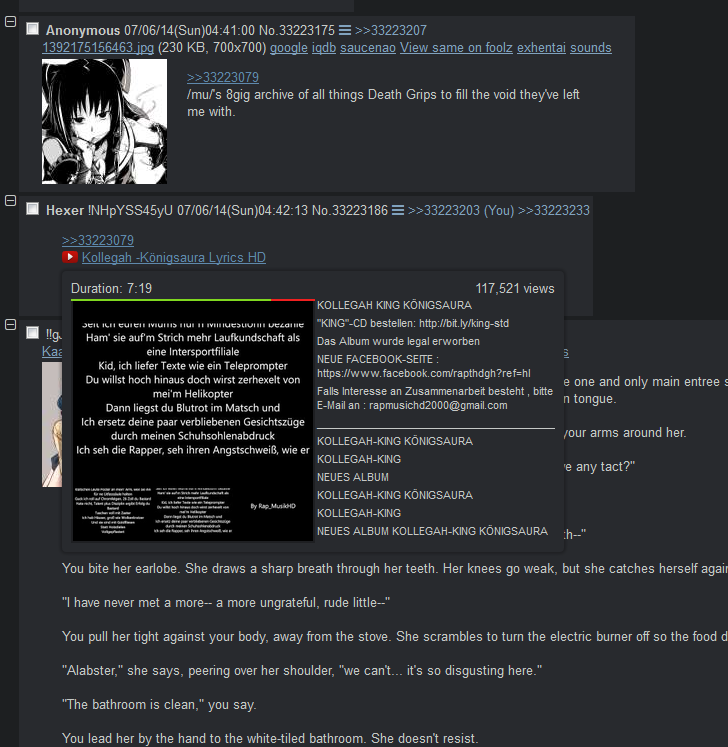 Anonymous 07/06/14(Sun)04:41:00 No.33223175 >>33223207
1392175156463.jpg (230 KB, 700x700) google iqdb saucenao View same on foolz exhentai sounds
>>33223079
/mu/'s 8gig archive of all things Death Grips to fill the void they've left
me with.
Hexer !NHpYSS45yU 07/06/14(Sun)04:42:13 No.33223186 >>33223203 (You) >>33223233
>>33223079
Kollegah -Königsaura Lyrics HD
Duration: 7:19
117,521 views
Ham' sie auf'm Strich mehr Laufkundschaft als
eine Intersportfiliale
Kid, ich liefer Texte wie ein Teleprompter
Du willst hoch hinaus doch wirst zerhexelt von
mei'm Helikopter
Dann liegst du Blutrot im Matsch und
Ich ersetz deine paar verbliebenen Gesichtszüge
durch meinen Schuhsohlenabdruck
Ich seh die Rapper, seh ihren Angstschweiß, wie er
By Rap_MusikHD
KOLLEGAH KING KÖNIGSAURA
"KING"-CD bestellen: http://bit.ly/king-std
Das Album wurde legal erworben
NEUE FACEBOOK-SEITE :
https://www.facebook.com/rapthdgh?ref=hl
Falls Interesse an Zusammenarbeit besteht , bitte
E-Mail an : rapmusichd2000@gmail.com
KOLLEGAH-KING KÖNIGSAURA
KOLLEGAH-KING
NEUES ALBUM
KOLLEGAH-KING KÖNIGSAURA
KOLLEGAH-KING
NEUES ALBUM KOLLEGAH-KING KÖNIGSAURA
e one and only main entree s
n tongue.
your arms around her.
ve any tact?"
th--"
You bite her earlobe. She draws a sharp breath through her teeth. Her knees go weak, but she catches herself again
"I have never met a more-- a more ungrateful, rude little--"
You pull her tight against your body, away from the stove. She scrambles to turn the electric burner off so the food d
"Alabster," she says, peering over her shoulder, "we can't... it's so disgusting here."
"The bathroom is clean," you say.
You lead her by the hand to the white-tiled bathroom. She doesn't resist.